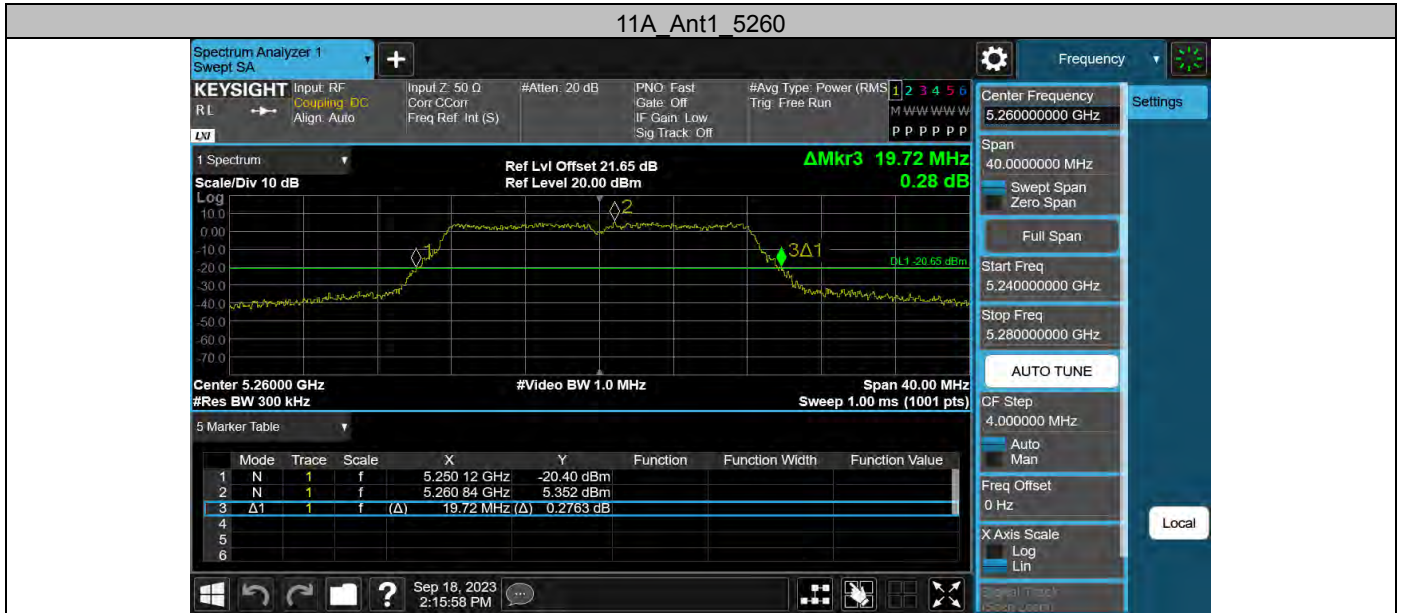 11A_Ant1_5260
Spectrum Analyzer 1
Swept SA
Frequency
KEYSIGHT
RL
LXI
Input: RF
Coupling: DC
Align: Auto
Input Z: 50 Ω
Corr CCorr
Freq Ref: Int (S)
#Atten: 20 dB
PNO: Fast
Gate: Off
IF Gain: Low
Sig Track: Off
#Avg Type: Power (RMS
Trig: Free Run
1 2 3 4 5 6
M W W W W W
P P P P P P
1 Spectrum
Scale/Div 10 dB
Ref Lvl Offset 21.65 dB
Ref Level 20.00 dBm
ΔMkr3 19.72 MHz
0.28 dB
Log
10.0
0.00
-10.0
-20.0
-30.0
-40.0
-50.0
-60.0
-70.0
1
2
3Δ1
DL1 -20.65 dBm
Center 5.26000 GHz
#Video BW 1.0 MHz
Span 40.00 MHz
#Res BW 300 kHz
Sweep 1.00 ms (1001 pts)
5 Marker Table
Mode Trace Scale X Y Function Function Width Function Value
1 N 1 f 5.250 12 GHz -20.40 dBm
2 N 1 f 5.260 84 GHz 5.352 dBm
3 Δ1 1 f (Δ) 19.72 MHz (Δ) 0.2763 dB
4
5
6
?
Sep 18, 2023
2:15:58 PM
Center Frequency
5.260000000 GHz
Settings
Span
40.0000000 MHz
Swept Span
Zero Span
Full Span
Start Freq
5.240000000 GHz
Stop Freq
5.280000000 GHz
AUTO TUNE
CF Step
4.000000 MHz
Auto
Man
Freq Offset
0 Hz
X Axis Scale
Log
Lin
Local
Signal Track
(Span Zoom)